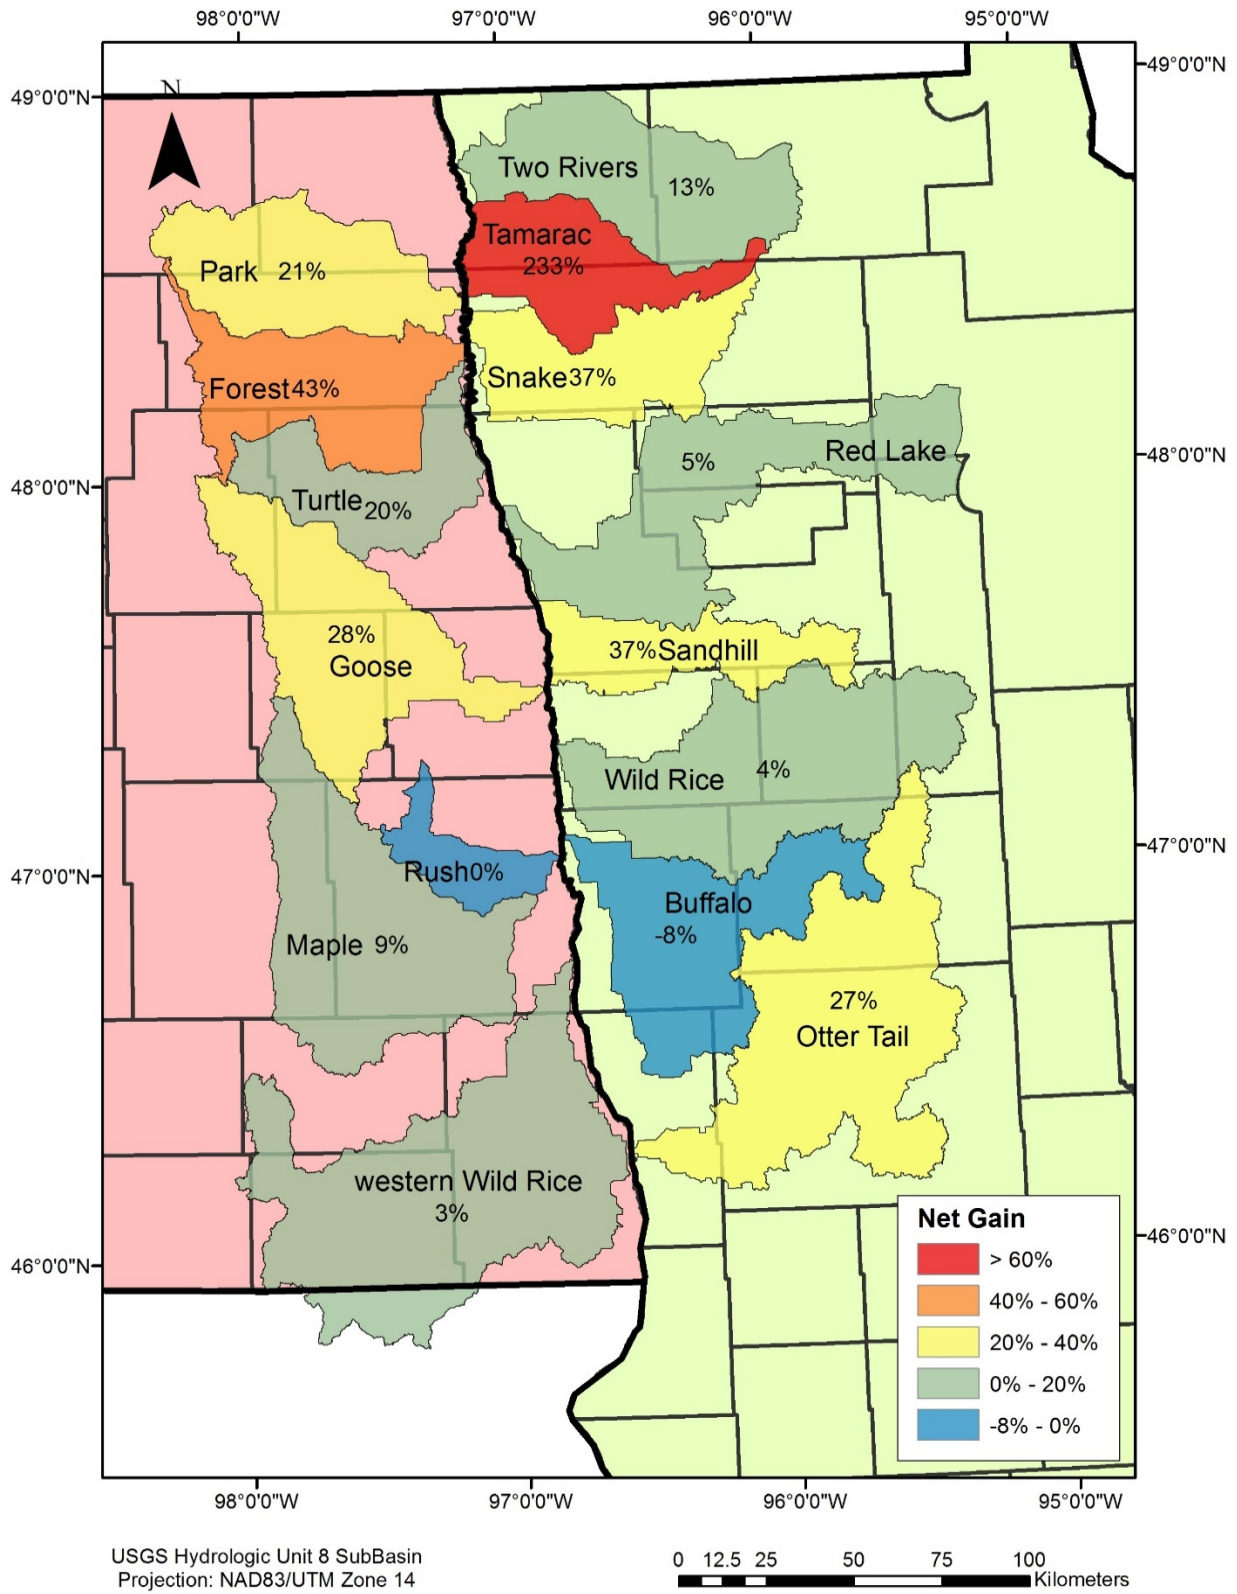 98°0'0"W 97°0'0"W 96°0'0"W 95°0'0"W
49°0'0"N
49°0'0"N
N
Two Rivers
13%
Tamarac
233%
Park 21%
Snake 37%
Forest 43%
Red Lake
5%
48°0'0"N
48°0'0"N
Turtle 20%
28%
Goose
37% Sandhill
Wild Rice 4%
47°0'0"N
47°0'0"N
Rush 0%
Buffalo
-8%
Maple 9%
27%
Otter Tail
western Wild Rice
3%
46°0'0"N
46°0'0"N
Net Gain
> 60%
40% - 60%
20% - 40%
0% - 20%
-8% - 0%
98°0'0"W 97°0'0"W 96°0'0"W 95°0'0"W
USGS Hydrologic Unit 8 SubBasin
Projection: NAD83/UTM Zone 14
0 12.5 25 50 75 100
Kilometers